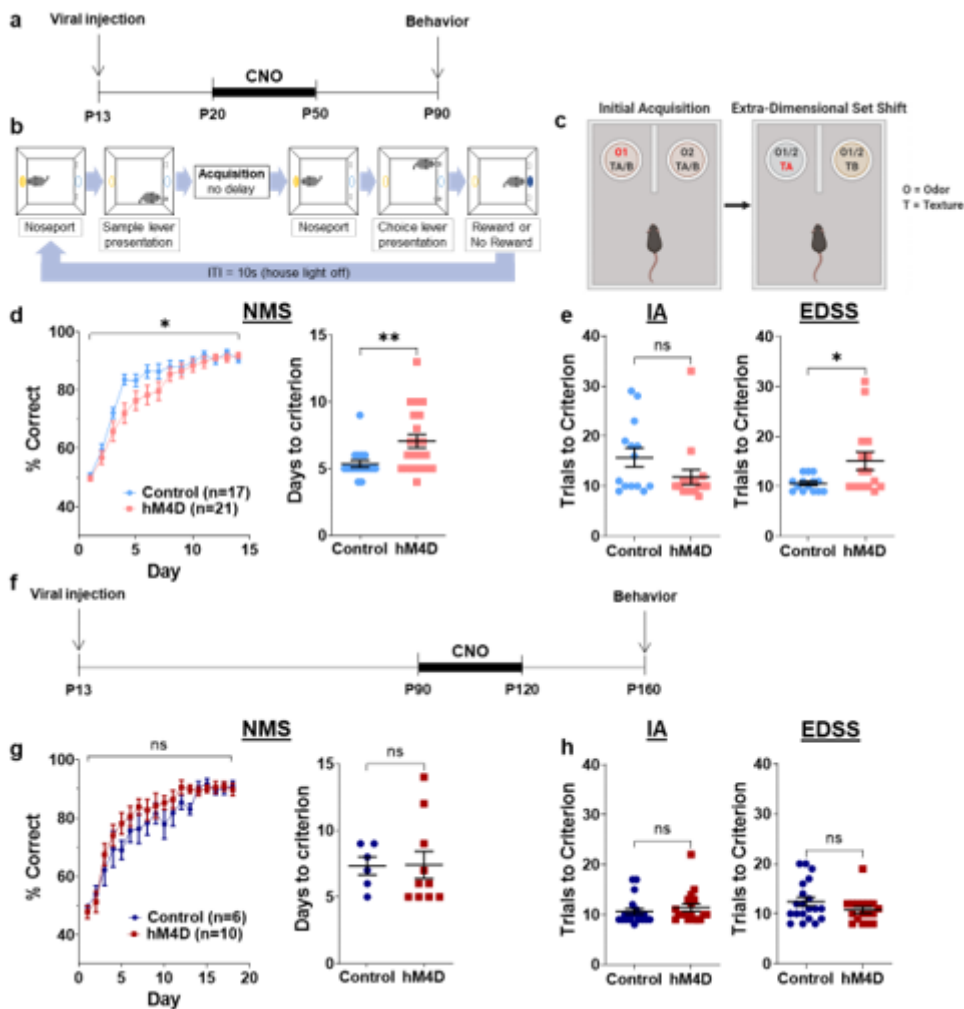 a
Viral injection
Behavior
CNO
P13
P20
P50
P90
b
Acquisition
no delay
Noseport
Sample lever
presentation
Noseport
Choice lever
presentation
Reward or
No Reward
ITI = 10s (house light off)
c
Initial Acquisition
Extra-Dimensional Set Shift
O1
TA/B
O2
TA/B
O1/2
TA
O1/2
TB
O = Odor
T = Texture
d
NMS
*
% Correct
100
80
60
40
Control (n=17)
hM4D (n=21)
0
5
10
15
Day
**
Days to criterion
15
10
5
0
Control
hM4D
e
IA
ns
Trials to Criterion
40
30
20
10
0
Control
hM4D
EDSS
*
Trials to Criterion
40
30
20
10
0
Control
hM4D
f
Viral injection
Behavior
CNO
P13
P90
P120
P160
g
NMS
ns
% Correct
100
80
60
40
Control (n=6)
hM4D (n=10)
0
5
10
15
20
Day
ns
Days to criterion
15
10
5
0
Control
hM4D
h
IA
ns
Trials to Criterion
40
30
20
10
0
Control
hM4D
EDSS
ns
Trials to Criterion
40
30
20
10
0
Control
hM4D